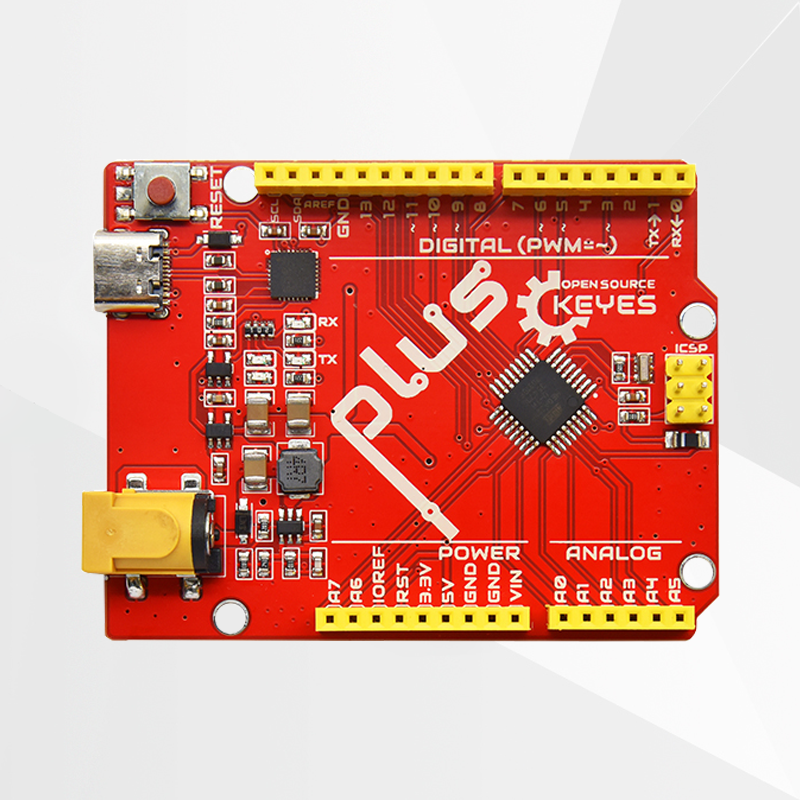 RESET
SCL
SDA
AREF
GND
13
12
~11
~10
~9
8
7
~6
~5
4
~3
2
TX→1
RX←0
DIGITAL (PWM=~)
OPEN SOURCE
KEYES
Plus
RX
TX
ICSP
POWER
ANALOG
A7
A6
IOREF
RST
3.3V
5V
GND
GND
VIN
A0
A1
A2
A3
A4
A5